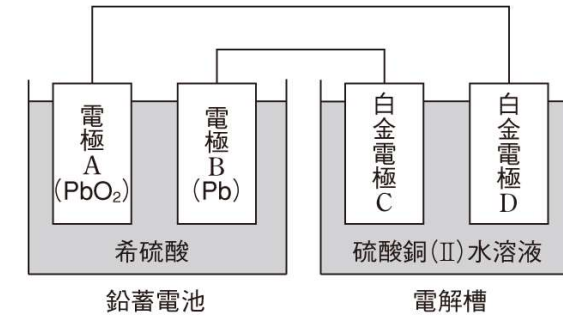 電極A(PbO₂)
電極B(Pb)
白金電極C
白金電極D
希硫酸
硫酸銅(Ⅱ)水溶液
鉛蓄電池
電解槽